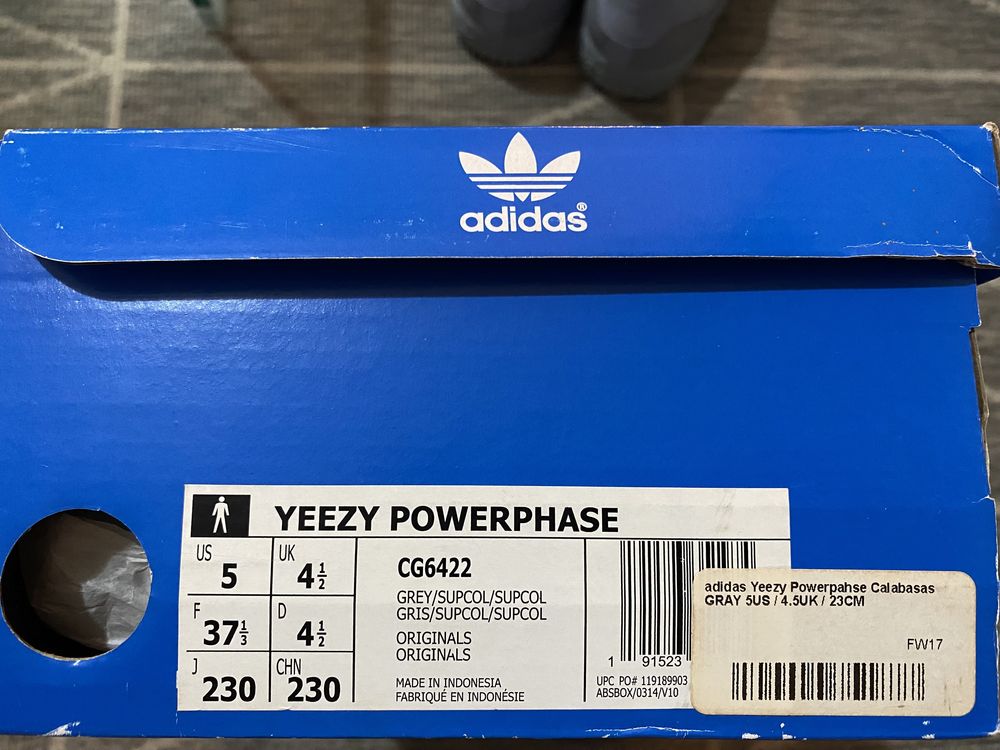 adidas®
YEEZY POWERPHASE
US
5
UK
4½
F
37⅓
D
4½
J
230
CHN
230
CG6422
GREY/SUPCOL/SUPCOL
GRIS/SUPCOL/SUPCOL
ORIGINALS
ORIGINALS
MADE IN INDONESIA
FABRIQUÉ EN INDONÉSIE
1 91523
UPC PO# 119189903
ABSBOX/0314/V10
adidas Yeezy Powerpahse Calabasas
GRAY 5US / 4.5UK / 23CM
FW17